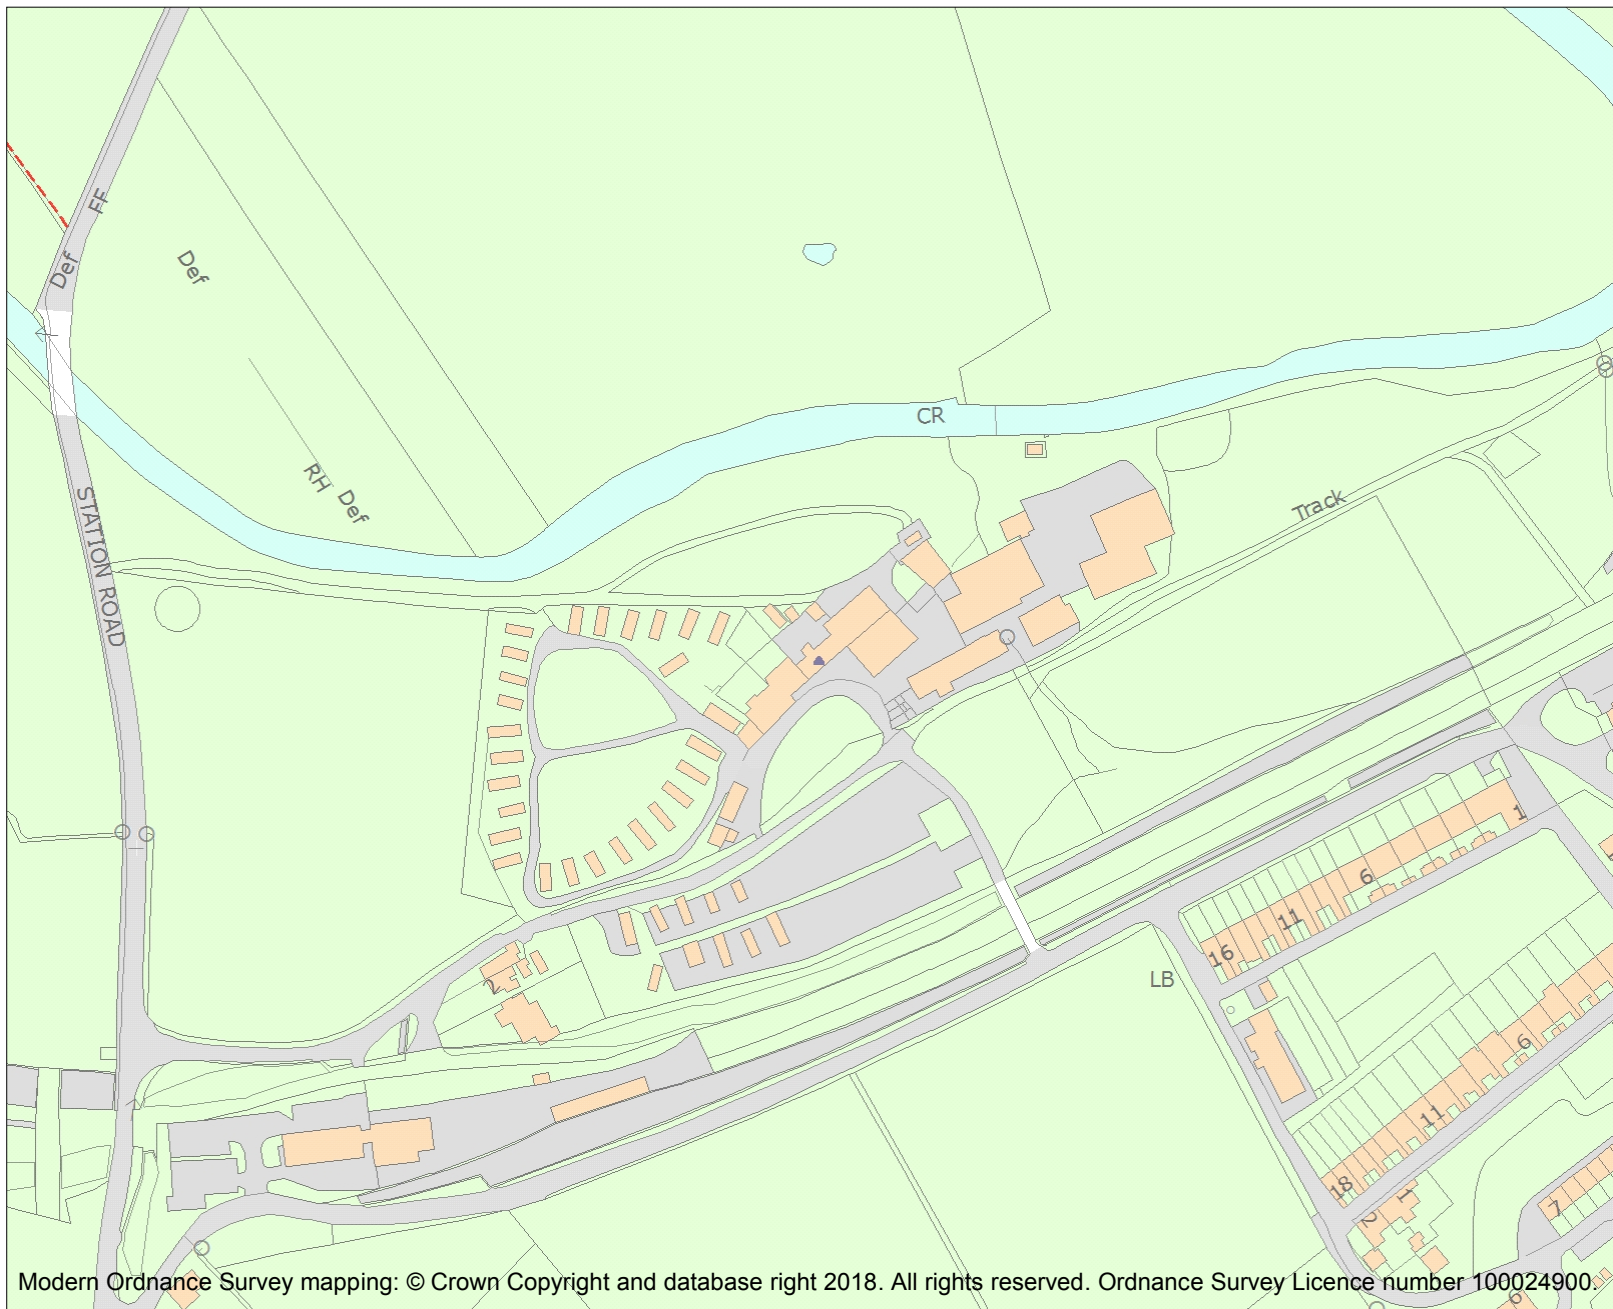 FF
Def
Def
RH
Def
CR
STATION ROAD
Track
1
6
11
16
LB
2
6
11
18
1
2
7
6
Modern Ordnance Survey mapping: © Crown Copyright and database right 2018. All rights reserved. Ordnance Survey Licence number 100024900.